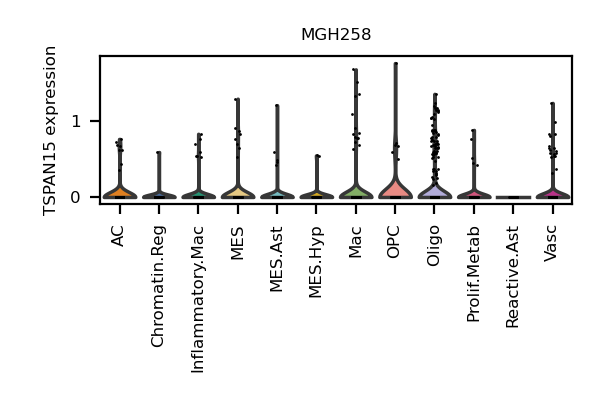 MGH258
TSPAN15 expression
1
0
AC
Chromatin.Reg
Inflammatory.Mac
MES
MES.Ast
MES.Hyp
Mac
OPC
Oligo
Prolif.Metab
Reactive.Ast
Vasc